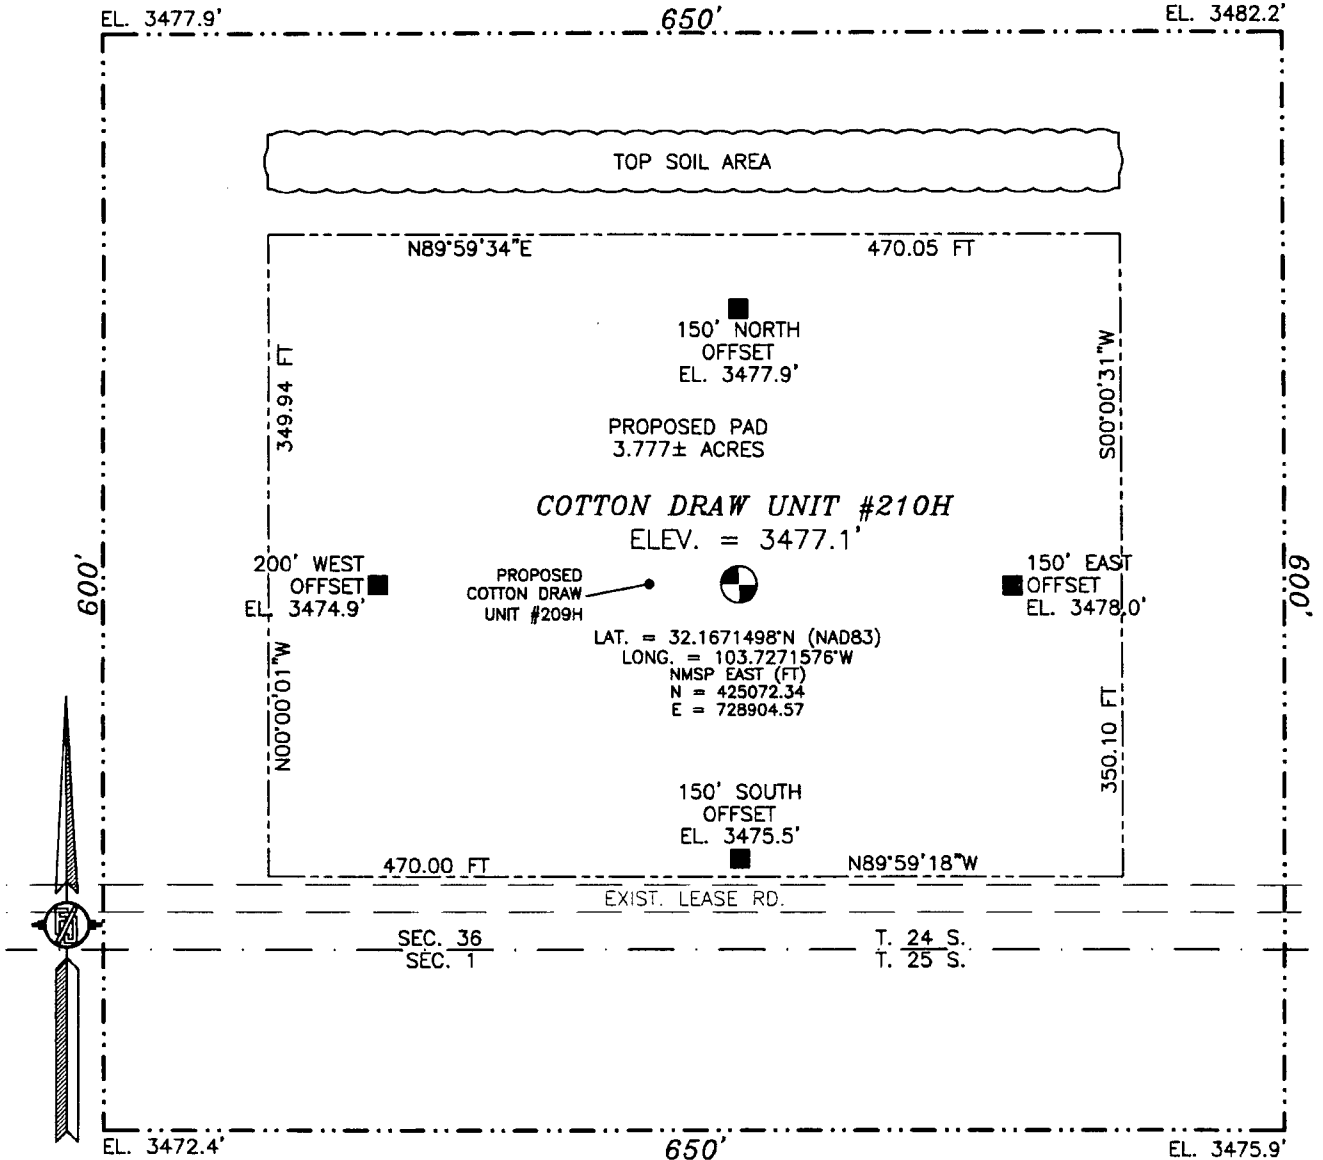 EL. 3477.9'
650'
EL. 3482.2'
TOP SOIL AREA
N89°59'34"E
470.05 FT
150' NORTH
OFFSET
EL. 3477.9'
349.94 FT
S00°00'31"W
PROPOSED PAD
3.777± ACRES
COTTON DRAW UNIT #210H
ELEV. = 3477.1'
600'
200' WEST
OFFSET
EL. 3474.9'
PROPOSED
COTTON DRAW
UNIT #209H
150' EAST
OFFSET
EL. 3478.0'
600'
LAT. = 32.1671498°N (NAD83)
LONG. = 103.7271576°W
NMSP EAST (FT)
N = 425072.34
E = 728904.57
N00°00'01"W
350.10 FT
150' SOUTH
OFFSET
EL. 3475.5'
470.00 FT
N89°59'18"W
EXIST. LEASE RD.
SEC. 36
T. 24 S.
SEC. 1
T. 25 S.
EL. 3472.4'
650'
EL. 3475.9'